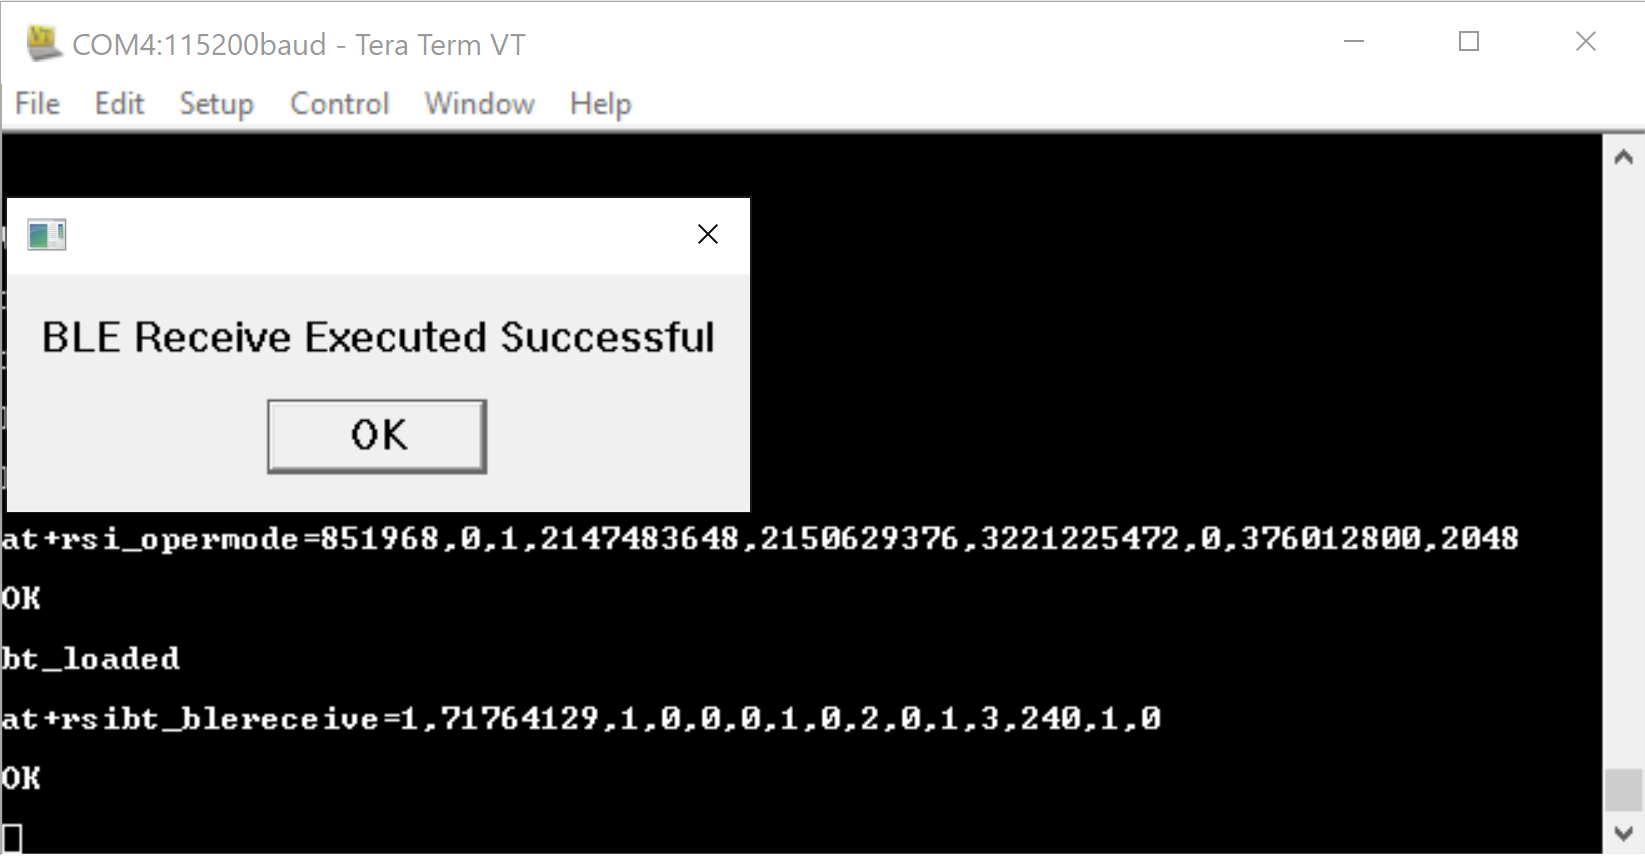 COM4:115200baud - Tera Term VT
File Edit Setup Control Window Help
BLE Receive Executed Successful
OK
at+rsi_opermode=851968,0,1,2147483648,2150629376,3221225472,0,376012800,2048
OK
bt_loaded
at+rsibt_blereceive=1,71764129,1,0,0,0,1,0,2,0,1,3,240,1,0
OK